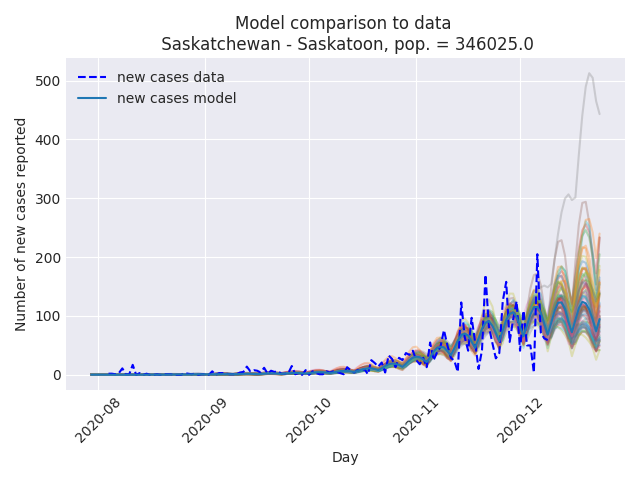 Model comparison to data
Saskatchewan - Saskatoon, pop. = 346025.0
new cases data
new cases model
Number of new cases reported
500
400
300
200
100
0
2020-08
2020-09
2020-10
2020-11
2020-12
Day